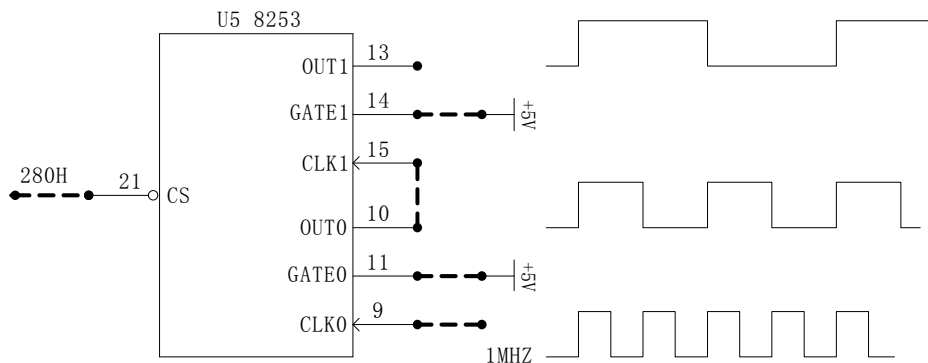 U5 8253
OUT1 13
GATE1 14 +5V
CLK1 15
280H 21 CS
OUT0 10
GATE0 11 +5V
CLK0 9
1MHZ